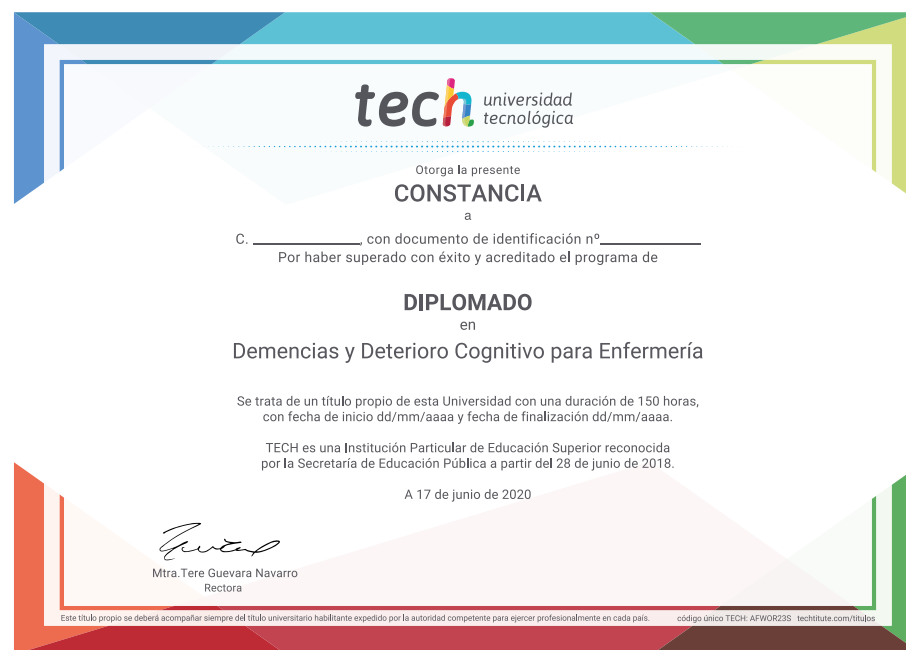 tech universidad
tecnológica
Otorga la presente
CONSTANCIA
a
C. ____________, con documento de identificación nº____________
Por haber superado con éxito y acreditado el programa de
DIPLOMADO
en
Demencias y Deterioro Cognitivo para Enfermería
Se trata de un título propio de esta Universidad con una duración de 150 horas,
con fecha de inicio dd/mm/aaaa y fecha de finalización dd/mm/aaaa.
TECH es una Institución Particular de Educación Superior reconocida
por la Secretaría de Educación Pública a partir del 28 de junio de 2018.
A 17 de junio de 2020
Mtra.Tere Guevara Navarro
Rectora
Este título propio se deberá acompañar siempre del título universitario habilitante expedido por la autoridad competente para ejercer profesionalmente en cada país. código único TECH: AFWOR23S techtitute.com/titulos